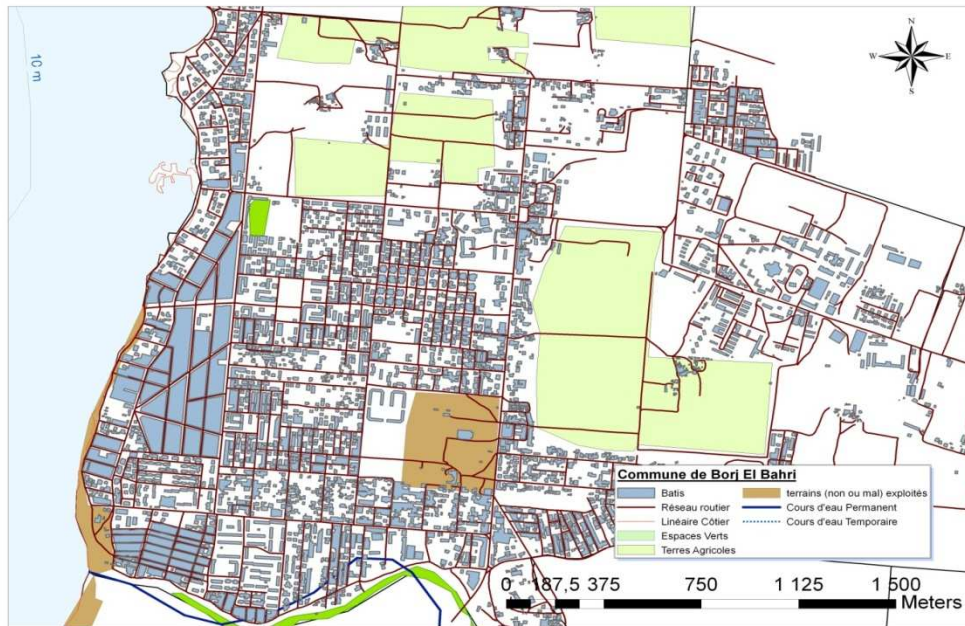 10 m
N
W E
S
Commune de Borj El Bahri
Batis
Réseau routier
Linéaire Côtier
Espaces Verts
Terres Agricoles
terrains (non ou mal) exploités
Cours d'eau Permanent
Cours d'eau Temporaire
0 187,5 375 750 1 125 1 500
Meters